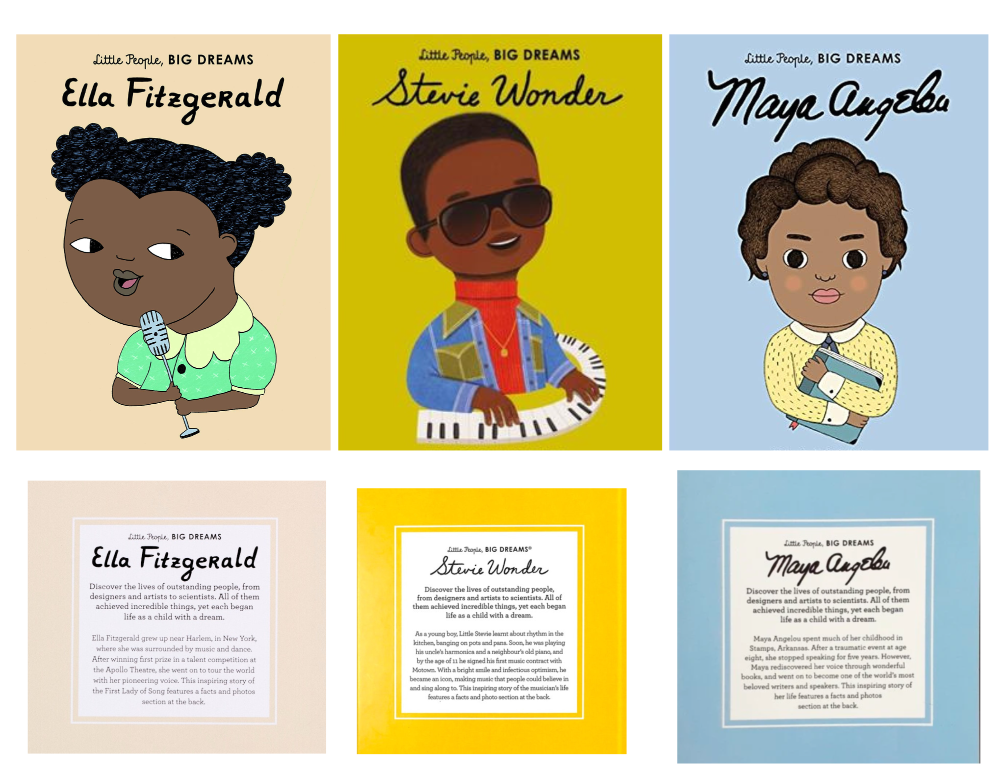 Little People, BIG DREAMS
Ella Fitzgerald
Little People, BIG DREAMS
Stevie Wonder
Little People, BIG DREAMS
Maya Angelou
Little People, BIG DREAMS
Ella Fitzgerald
Discover the lives of outstanding people, from
designers and artists to scientists. All of them
achieved incredible things, yet each began
life as a child with a dream.
Ella Fitzgerald grew up near Harlem, in New York,
where she was surrounded by music and dance.
After winning first prize in a talent competition at
the Apollo Theatre, she went on to tour the world
with her pioneering voice. This inspiring story of
the First Lady of Song features a facts and photos
section at the back.
Little People, BIG DREAMS®
Stevie Wonder
Discover the lives of outstanding people,
from designers and artists to scientists. All of
them achieved incredible things, yet each began
life as a child with a dream.
As a young boy, Little Stevie learnt about rhythm in the
kitchen, banging on pots and pans. Soon, he was playing
his uncle's harmonica and a neighbour's old piano, and
by the age of 11 he signed his first music contract with
Motown. With a bright smile and infectious optimism, he
became an icon, making music that people could believe in
and sing along to. This inspiring story of the musician's life
features a facts and photo section at the back.
Little People, BIG DREAMS
Maya Angelou
Discover the lives of outstanding people, from
designers and artists to scientists. All of them
achieved incredible things, yet each began
life as a child with a dream.
Maya Angelou spent much of her childhood in
Stamps, Arkansas. After a traumatic event at age
eight, she stopped speaking for five years. However,
Maya rediscovered her voice through wonderful
books, and went on to become one of the world's most
beloved writers and speakers. This inspiring story of
her life features a facts and photos
section at the back.